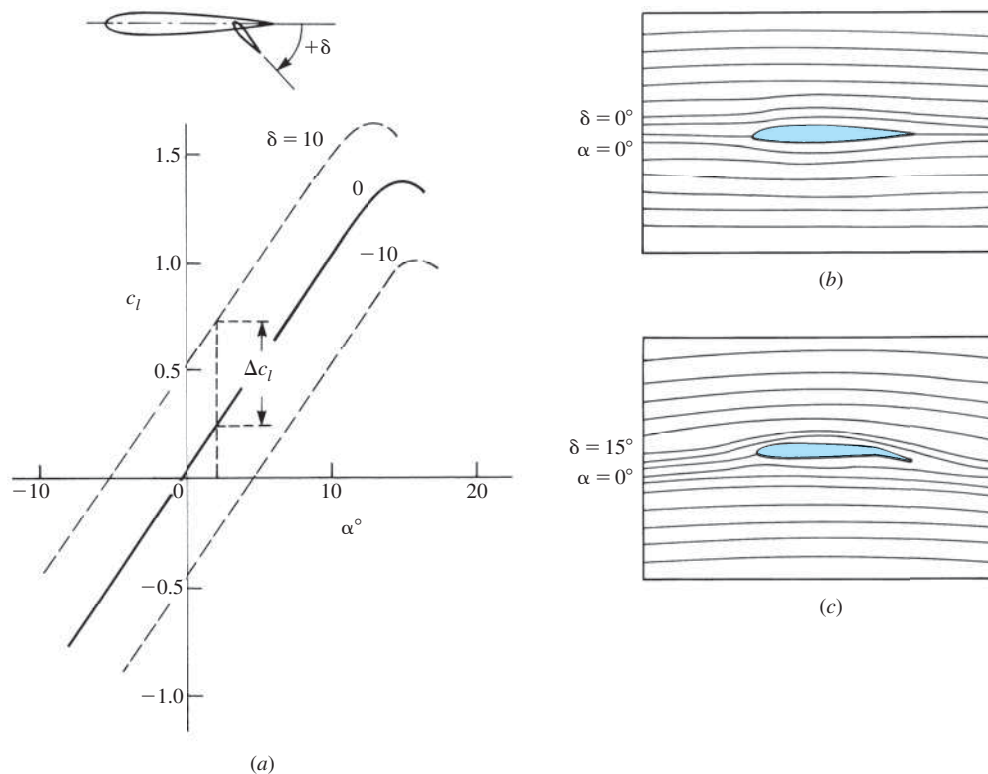 +δ
δ = 10
1.5
0
−10
1.0
c_l
0.5
Δc_l
−10
0
10
20
α°
−0.5
−1.0
(a)
δ = 0°
α = 0°
(b)
δ = 15°
α = 0°
(c)